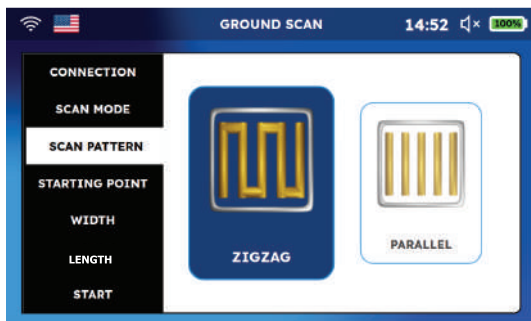 GROUND SCAN
14:52
100%
CONNECTION
SCAN MODE
SCAN PATTERN
STARTING POINT
WIDTH
LENGTH
START
ZIGZAG
PARALLEL